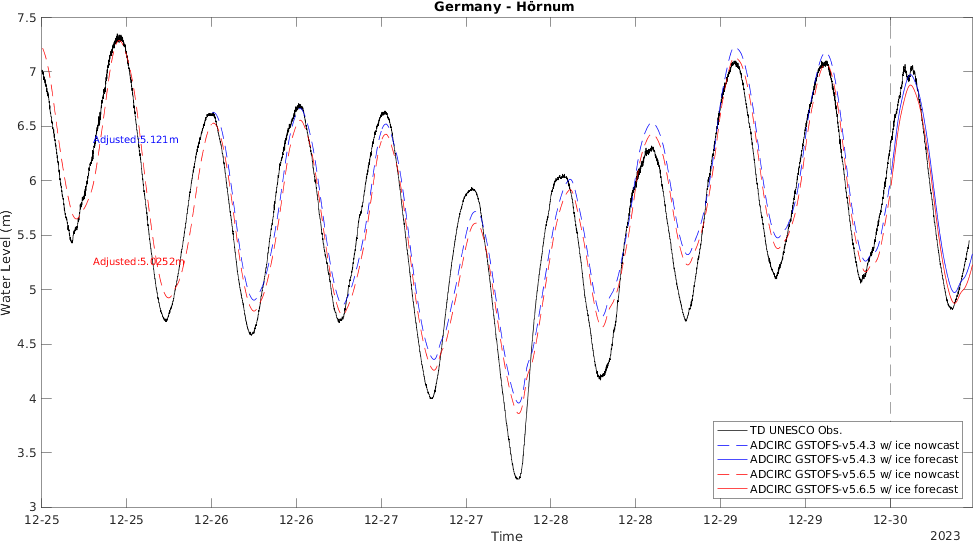 Germany - Hörnum
7.5
7
6.5
6
5.5
5
4.5
4
3.5
3
Water Level (m)
Adjusted:5.121m
Adjusted:5.0252m
TD UNESCO Obs.
ADCIRC GSTOFS-v5.4.3 w/ ice nowcast
ADCIRC GSTOFS-v5.4.3 w/ ice forecast
ADCIRC GSTOFS-v5.6.5 w/ ice nowcast
ADCIRC GSTOFS-v5.6.5 w/ ice forecast
12-25 12-25 12-26 12-26 12-27 12-27 12-28 12-28 12-29 12-29 12-30
Time
2023